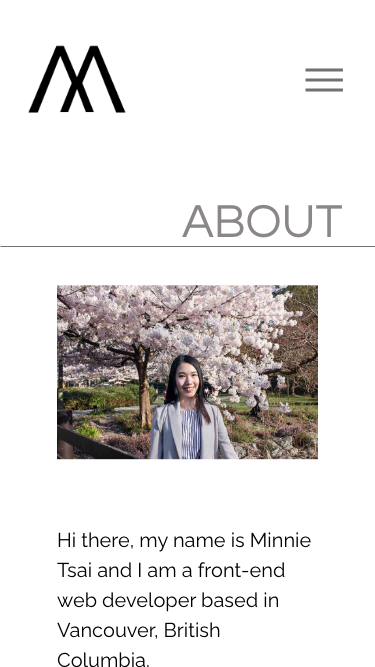 ABOUT
Hi there, my name is Minnie
Tsai and I am a front-end
web developer based in
Vancouver, British
Columbia.